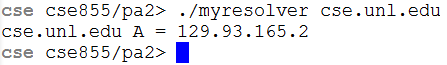 cse cse855/pa2> ./myresolver cse.unl.edu
cse.unl.edu A = 129.93.165.2
cse cse855/pa2>